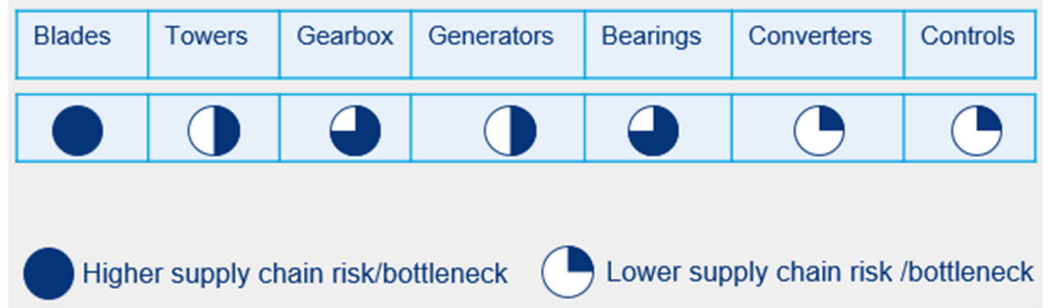 Blades Towers Gearbox Generators Bearings Converters Controls
Higher supply chain risk/bottleneck Lower supply chain risk /bottleneck